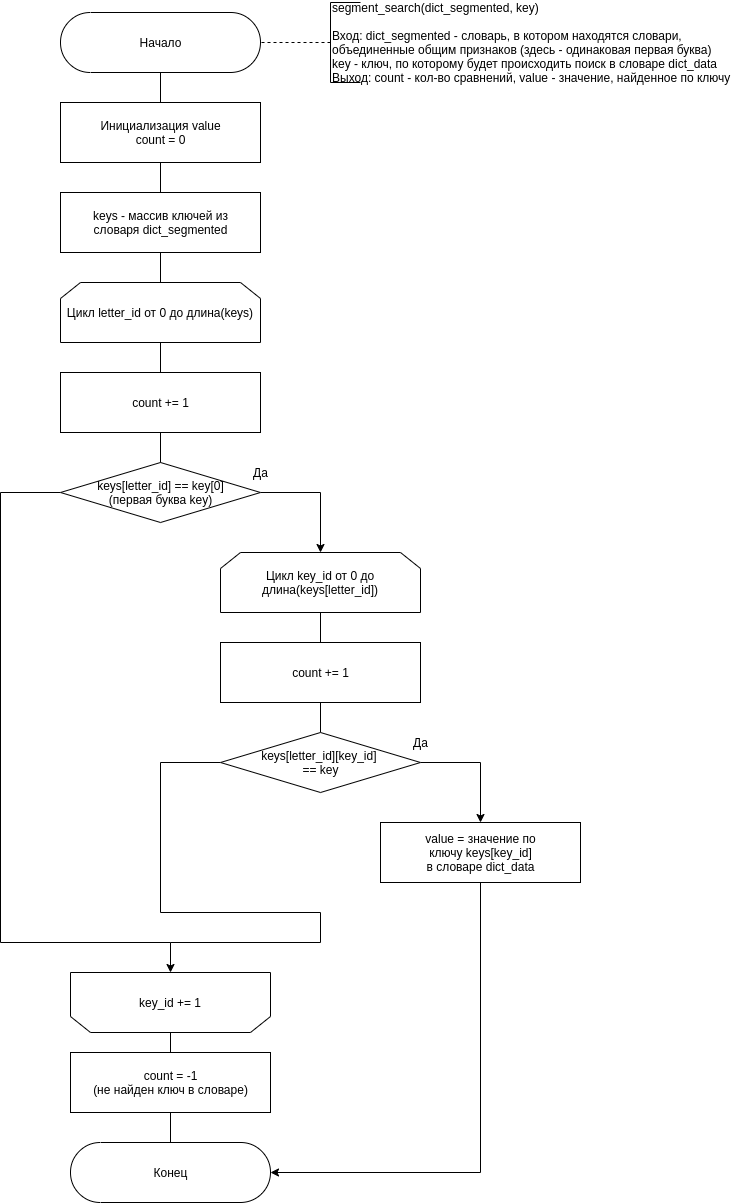 segment_search(dict_segmented, key)
Вход: dict_segmented - словарь, в котором находятся словари,
объединенные общим признаков (здесь - одинаковая первая буква)
key - ключ, по которому будет происходить поиск в словаре dict_data
Выход: count - кол-во сравнений, value - значение, найденное по ключу
Начало
Инициализация value
count = 0
keys - массив ключей из
словаря dict_segmented
Цикл letter_id от 0 до длина(keys)
count += 1
keys[letter_id] == key[0]
(первая буква key)
Да
Цикл key_id от 0 до
длина(keys[letter_id])
count += 1
keys[letter_id][key_id]
== key
Да
value = значение по
ключу keys[key_id]
в словаре dict_data
key_id += 1
count = -1
(не найден ключ в словаре)
Конец